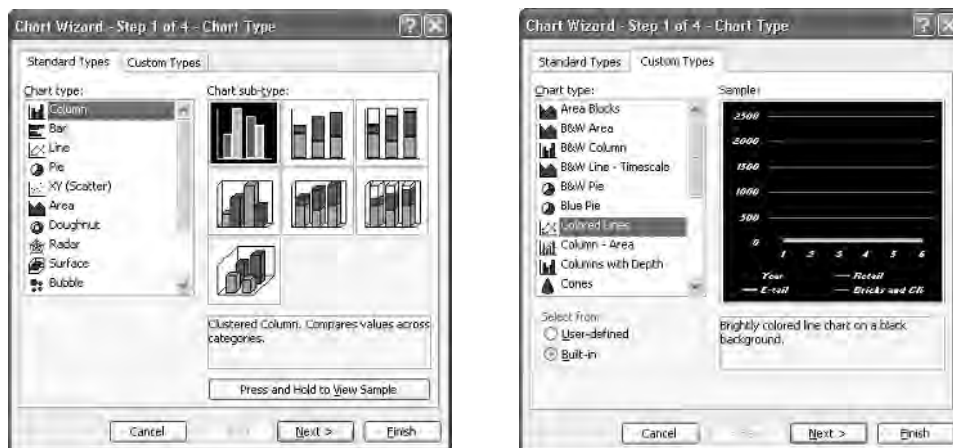 Chart Wizard - Step 1 of 4 - Chart Type
Standard Types Custom Types
Chart type:
Column
Bar
Line
Pie
XY (Scatter)
Area
Doughnut
Radar
Surface
Bubble
Chart sub-type:
Clustered Column. Compares values across
categories.
Press and Hold to View Sample
Cancel Next > Finish
Chart Wizard - Step 1 of 4 - Chart Type
Standard Types Custom Types
Chart type:
Area Blocks
B&W Area
B&W Column
B&W Line - Timescale
B&W Pie
Blue Pie
Colored Lines
Column - Area
Columns with Depth
Cones
Select from
User-defined
Built-in
Sample:
2500
2000
1500
1000
500
0
1 2 3 4 5 6
Year Retail
E-tail Bricks and Cli
Brightly colored line chart on a black
background.
Cancel Next > Finish